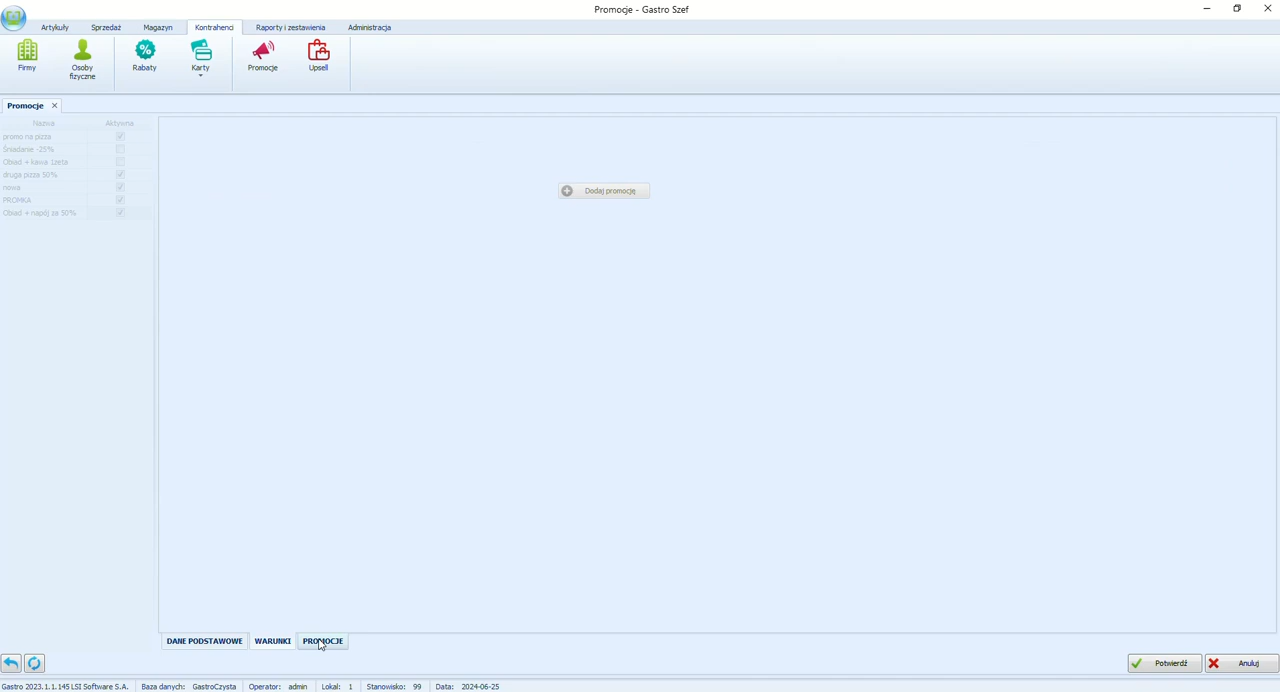 Promocje - Gastro Szef
Artykuły Sprzedaż Magazyn Kontrahenci Raporty i zestawienia Administracja
Firmy Osoby fizyczne Rabaty Karty Promocje Upsell
Promocje
Nazwa Aktywna
promo na pizza
Śniadanie -25%
Obiad + kawa 1zeta
druga pizza 50%
nowa
PROMKA
Obiad + napój za 50%
Dodaj promocję
DANE PODSTAWOWE WARUNKI PROMOCJE
Potwierdź Anuluj
Gastro 2023.1.1.145 LSI Software S.A. Baza danych: GastroCzysta Operator: admin Lokal: 1 Stanowisko: 99 Data: 2024-06-25